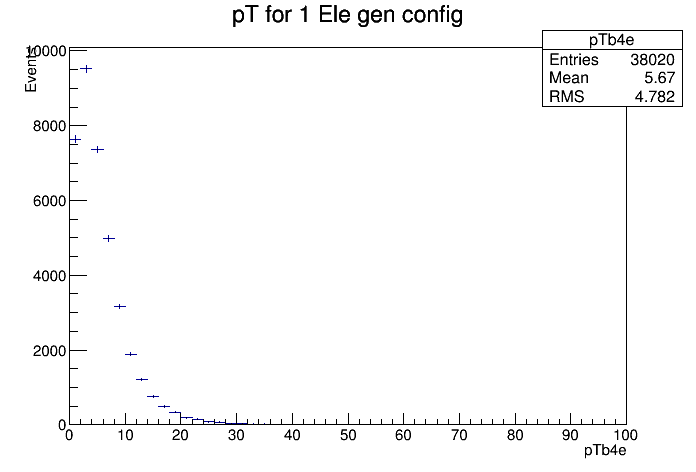 pT for 1 Ele gen config
pTb4e
Entries 38020
Mean 5.67
RMS 4.782
Events
10000
8000
6000
4000
2000
0
0 10 20 30 40 50 60 70 80 90 100
pTb4e